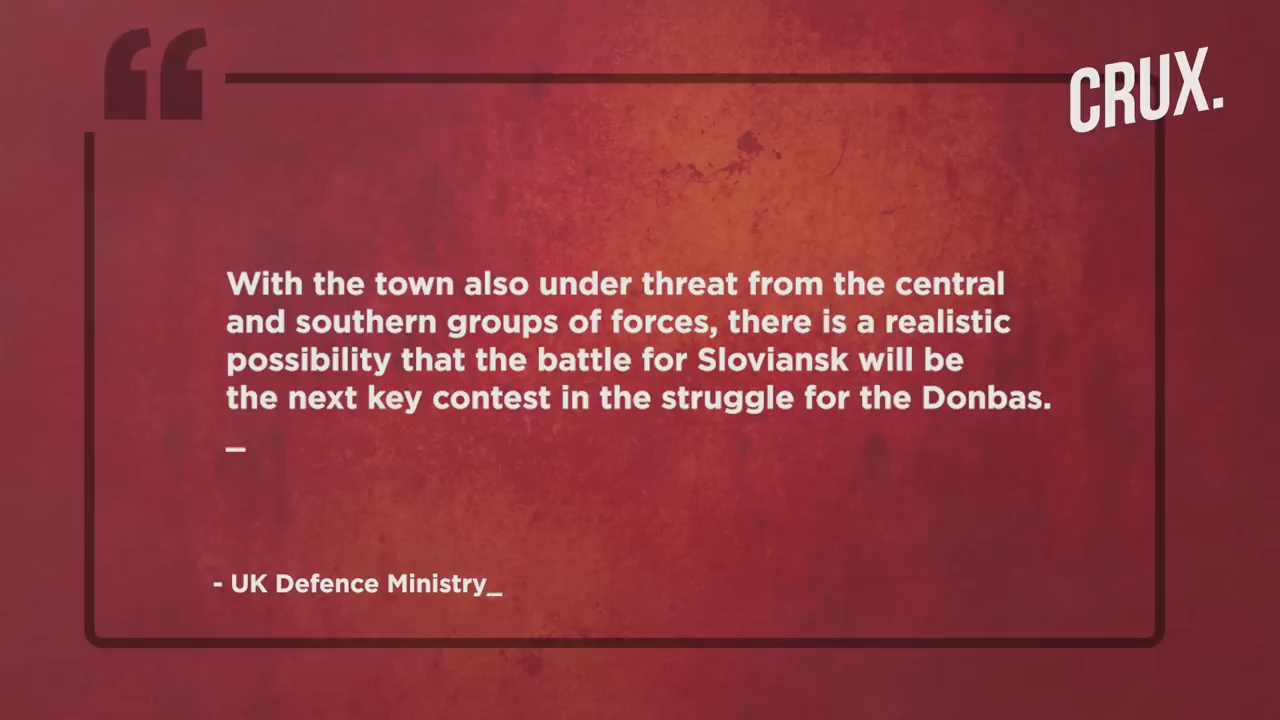 CRUX.
With the town also under threat from the central
and southern groups of forces, there is a realistic
possibility that the battle for Sloviansk will be
the next key contest in the struggle for the Donbas.
_
- UK Defence Ministry_